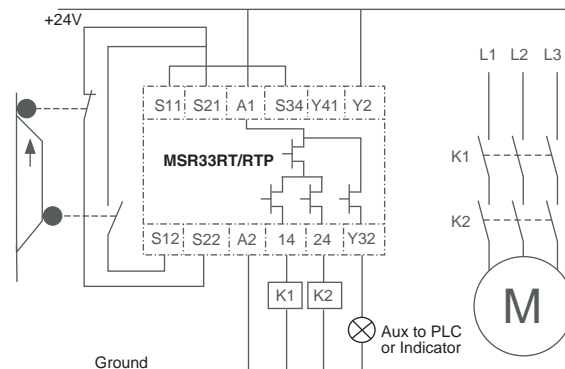 +24V
L1 L2 L3
S11 S21 A1 S34 Y41 Y2
MSR33RT/RTP
K1
K2
S12 S22 A2 14 24 Y32
K1 K2
M
Aux to PLC
or Indicator
Ground